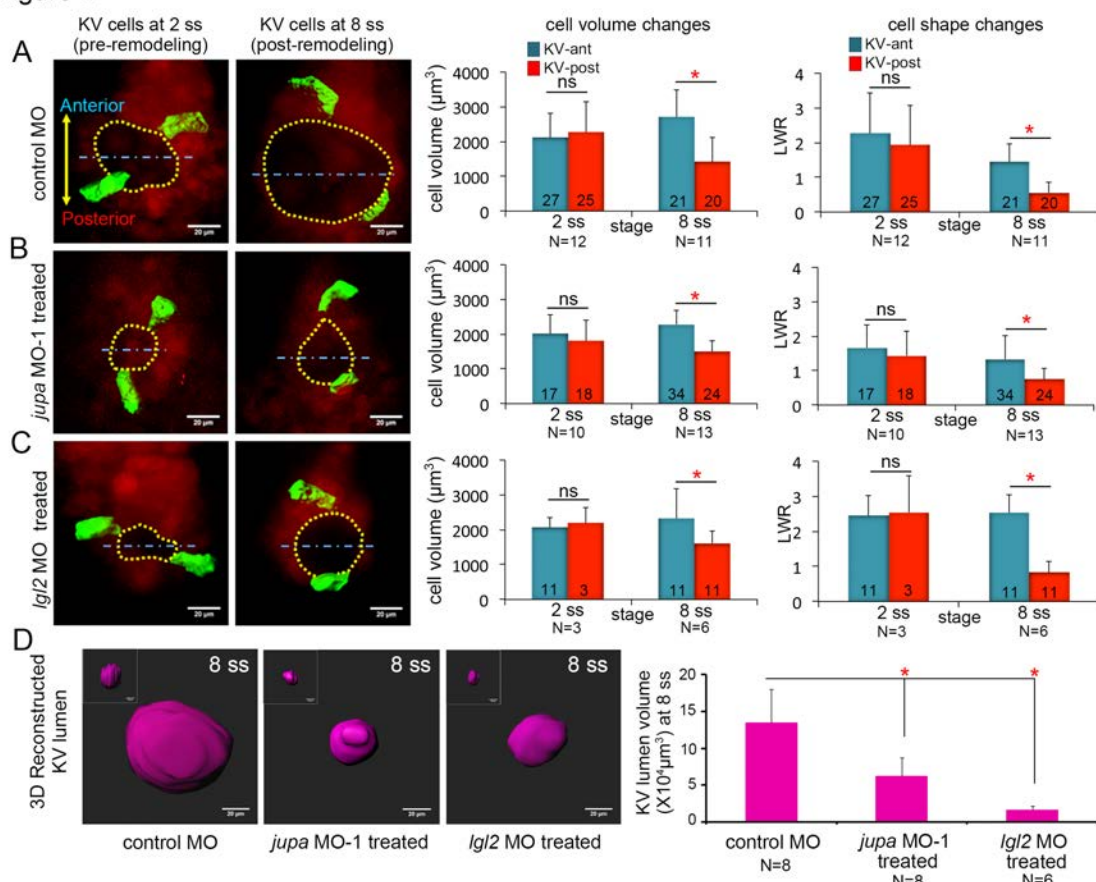 KV cells at 2 ss
(pre-remodeling)
KV cells at 8 ss
(post-remodeling)
cell volume changes
cell shape changes
A
control MO
Anterior
Posterior
20 µm
20 µm
KV-ant
KV-post
cell volume (µm³)
4000
3000
2000
1000
0
ns
*
27
25
21
20
2 ss
stage
8 ss
N=12
N=11
KV-ant
KV-post
LWR
4
3
2
1
0
ns
*
27
25
21
20
2 ss
stage
8 ss
N=12
N=11
B
jupa MO-1 treated
20 µm
20 µm
cell volume (µm³)
4000
3000
2000
1000
0
ns
*
17
18
34
24
2 ss
stage
8 ss
N=10
N=13
LWR
4
3
2
1
0
ns
*
17
18
34
24
2 ss
stage
8 ss
N=10
N=13
C
lgl2 MO treated
20 µm
20 µm
cell volume (µm³)
4000
3000
2000
1000
0
ns
*
11
3
11
11
2 ss
stage
8 ss
N=3
N=6
LWR
4
3
2
1
0
ns
*
11
3
11
11
2 ss
stage
8 ss
N=3
N=6
D
3D Reconstructed
KV lumen
8 ss
20 µm
control MO
8 ss
20 µm
jupa MO-1 treated
8 ss
20 µm
lgl2 MO treated
KV lumen volume
(X10⁴µm³) at 8 ss
20
15
10
5
0
*
*
control MO
N=8
jupa MO-1
treated
N=8
lgl2 MO
treated
N=6